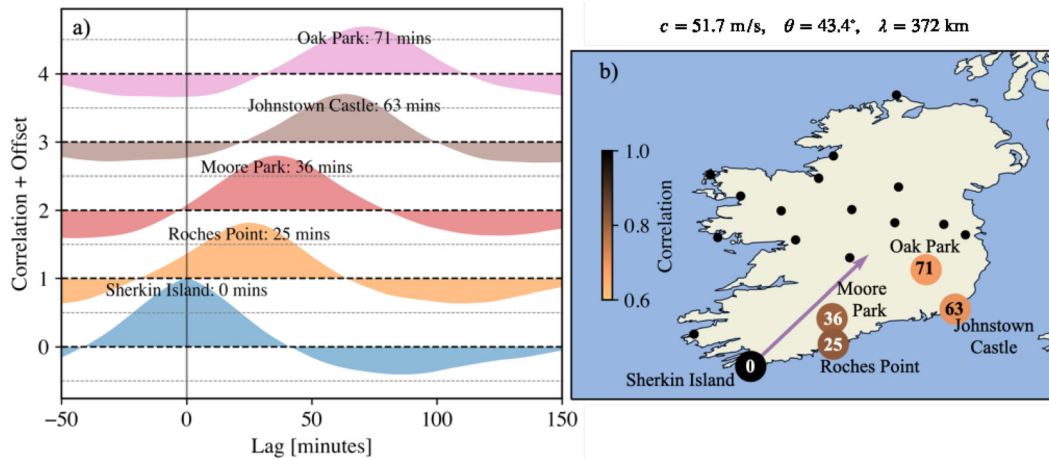 a)
Oak Park: 71 mins
Johnstown Castle: 63 mins
Moore Park: 36 mins
Roches Point: 25 mins
Sherkin Island: 0 mins
Correlation + Offset
4
3
2
1
0
−50
0
50
100
150
Lag [minutes]
c = 51.7 m/s, θ = 43.4°, λ = 372 km
b)
1.0
0.8
0.6
Correlation
Oak Park
71
Moore
Park
36
63
Johnstown
Castle
25
Roches Point
0
Sherkin Island